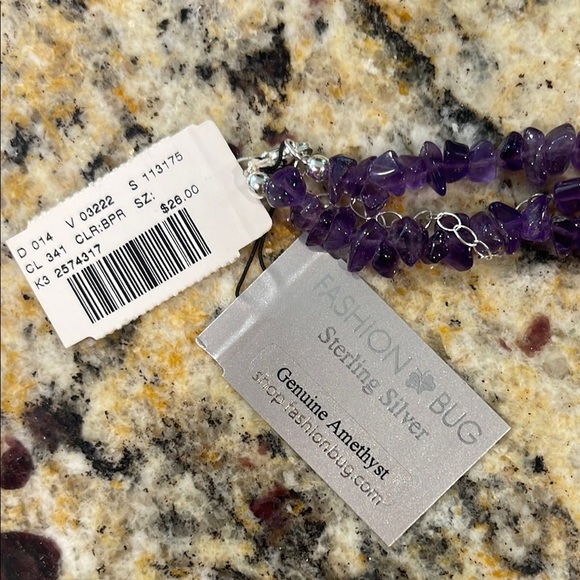 D 014 V 03222 S 113175
CL 341 CLR:BPR SZ:
K3 2574317 $26.00
FASHION BUG
Sterling Silver
Genuine Amethyst
shop.fashionbug.com